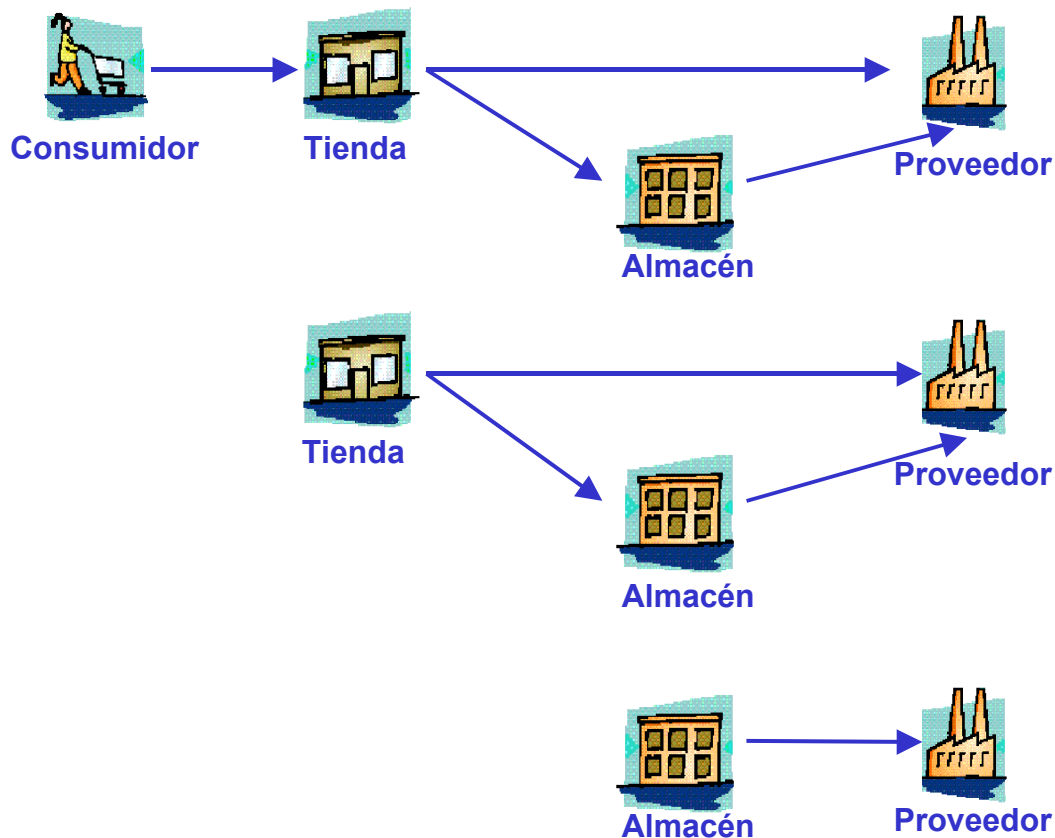 Consumidor
Tienda
Proveedor
Almacén
Tienda
Proveedor
Almacén
Almacén
Proveedor